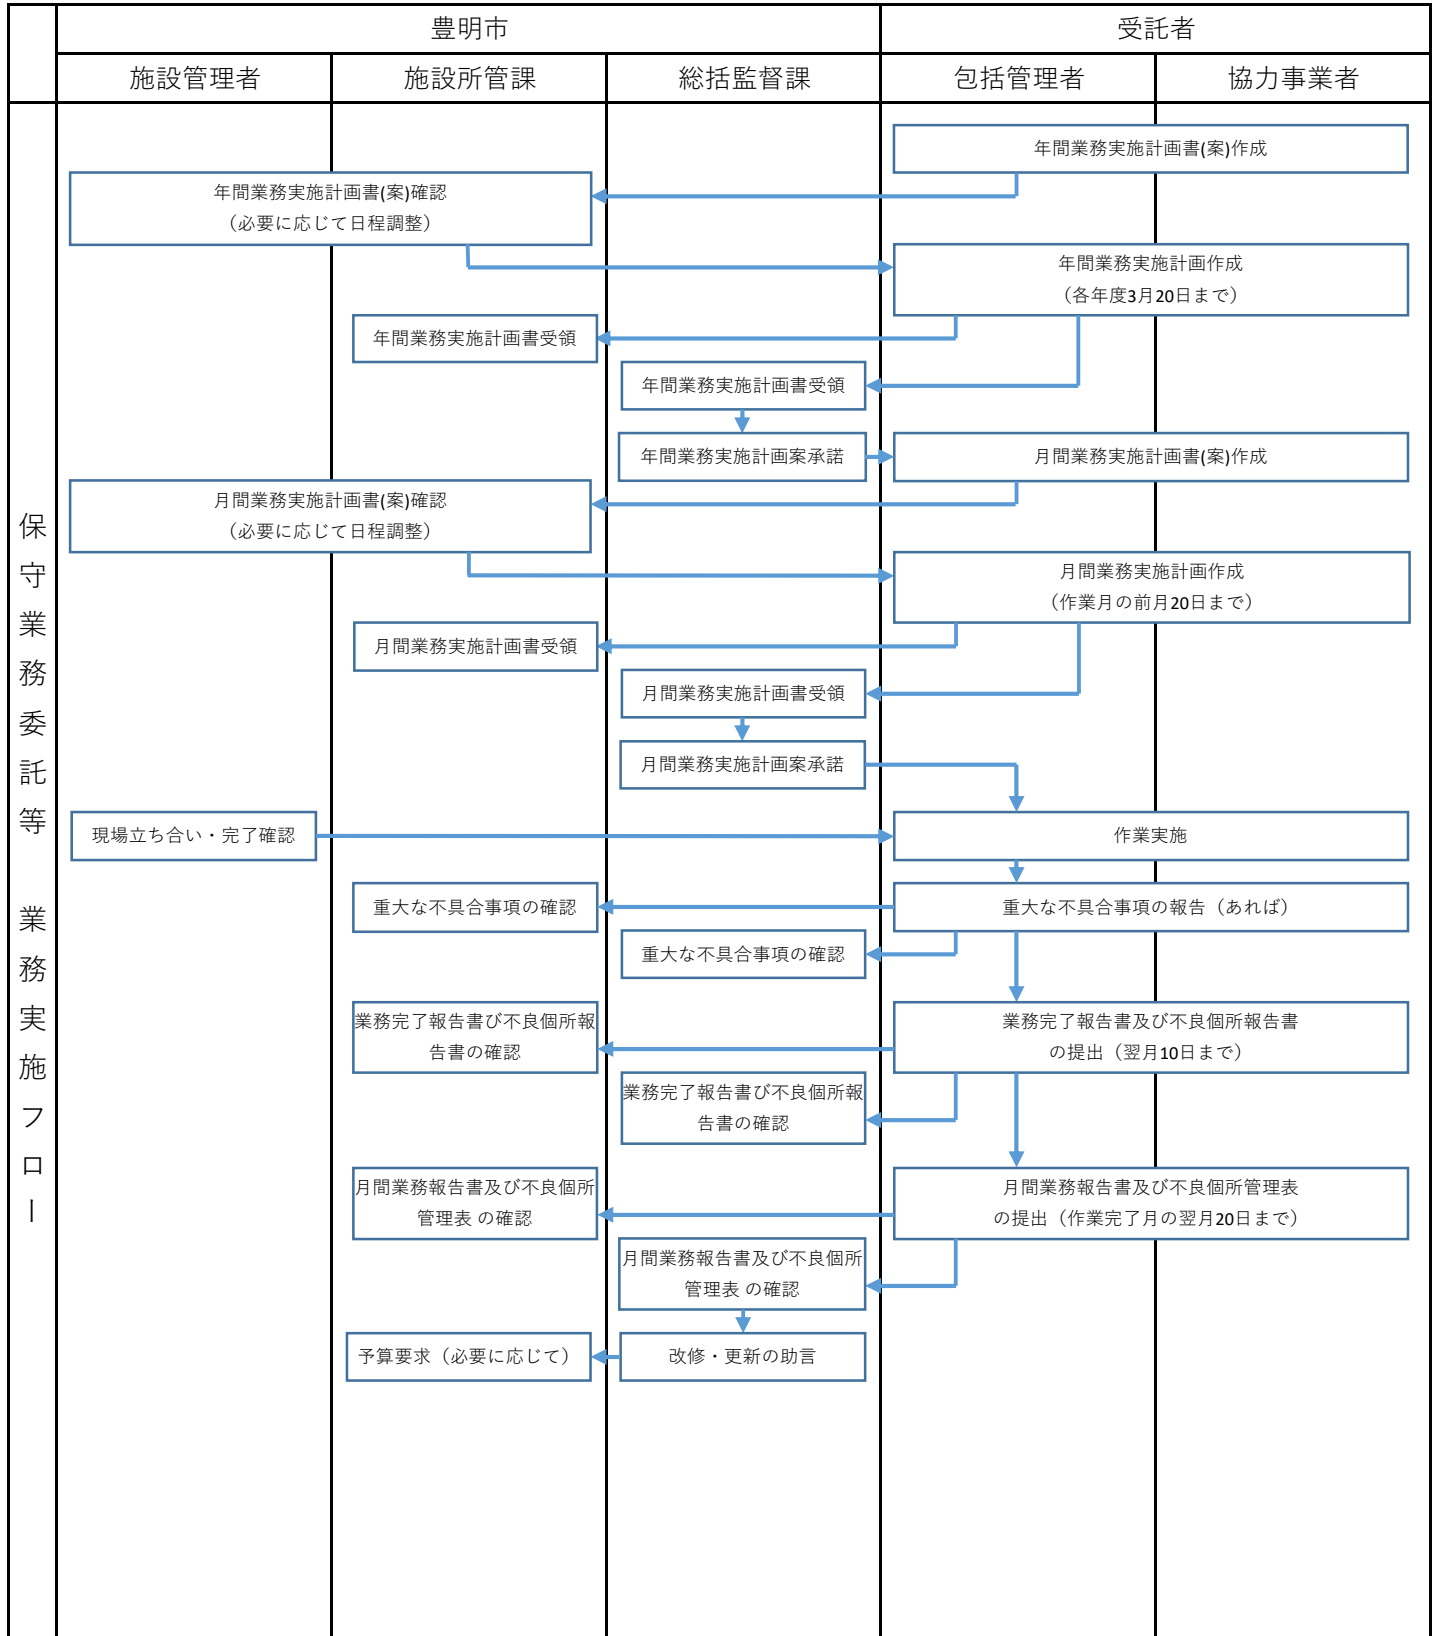 豊明市
受託者
施設管理者
施設所管課
総括監督課
包括管理者
協力事業者
保守業務委託等 業務実施フロー
年間業務実施計画書(案)作成
年間業務実施計画書(案)確認
（必要に応じて日程調整）
年間業務実施計画作成
（各年度3月20日まで）
年間業務実施計画書受領
年間業務実施計画書受領
年間業務実施計画案承諾
月間業務実施計画書(案)作成
月間業務実施計画書(案)確認
（必要に応じて日程調整）
月間業務実施計画作成
（作業月の前月20日まで）
月間業務実施計画書受領
月間業務実施計画書受領
月間業務実施計画案承諾
現場立ち合い・完了確認
作業実施
重大な不具合事項の確認
重大な不具合事項の報告（あれば）
重大な不具合事項の確認
業務完了報告書び不良個所報
告書の確認
業務完了報告書及び不良個所報告書
の提出（翌月10日まで）
業務完了報告書び不良個所報
告書の確認
月間業務報告書及び不良個所
管理表 の確認
月間業務報告書及び不良個所管理表
の提出（作業完了月の翌月20日まで）
月間業務報告書及び不良個所
管理表 の確認
予算要求（必要に応じて）
改修・更新の助言